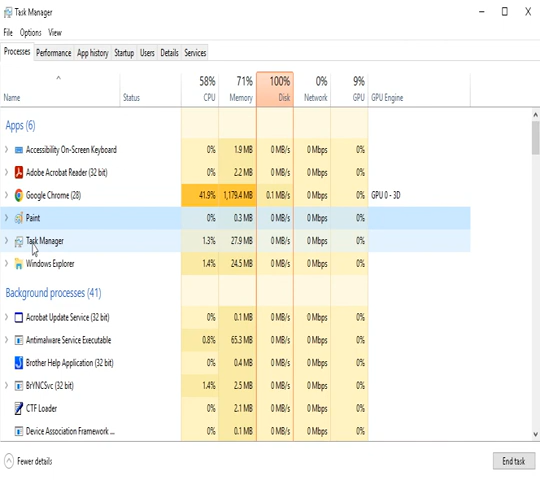 Task Manager
File Options View
Processes Performance App history Startup Users Details Services
58% 71% 100% 0% 9%
Name Status CPU Memory Disk Network GPU GPU Engine
Apps (6)
Accessibility On-Screen Keyboard 0% 1.9 MB 0 MB/s 0 Mbps 0%
Adobe Acrobat Reader (32 bit) 0% 2.2 MB 0 MB/s 0 Mbps 0%
Google Chrome (28) 41.9% 1,179.4 MB 0.1 MB/s 0 Mbps 0% GPU 0 - 3D
Paint 0% 0.3 MB 0 MB/s 0 Mbps 0%
Task Manager 1.3% 27.9 MB 0 MB/s 0 Mbps 0%
Windows Explorer 1.4% 24.5 MB 0 MB/s 0 Mbps 0%
Background processes (41)
Acrobat Update Service (32 bit) 0% 0.1 MB 0 MB/s 0 Mbps 0%
Antimalware Service Executable 0.8% 65.3 MB 0 MB/s 0 Mbps 0%
Brother Help Application (32 bit) 0% 0.4 MB 0 MB/s 0 Mbps 0%
BrYNCSvc (32 bit) 1.4% 2.5 MB 0 MB/s 0 Mbps 0%
CTF Loader 0% 2.1 MB 0 MB/s 0 Mbps 0%
Device Association Framework ... 0% 0.1 MB 0 MB/s 0 Mbps 0%
Fewer details End task